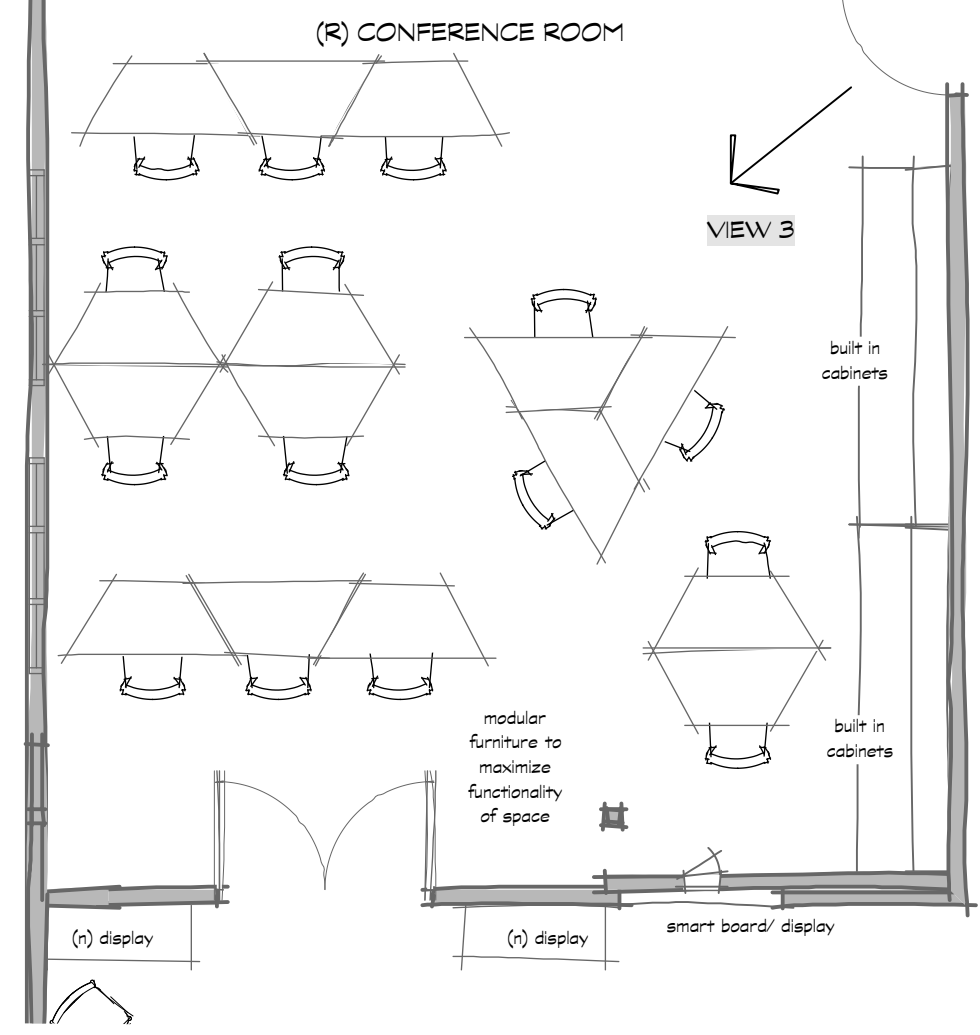 (R) CONFERENCE ROOM
VIEW 3
built in
cabinets
modular
furniture to
maximize
functionality
of space
built in
cabinets
(n) display
(n) display
smart board/ display